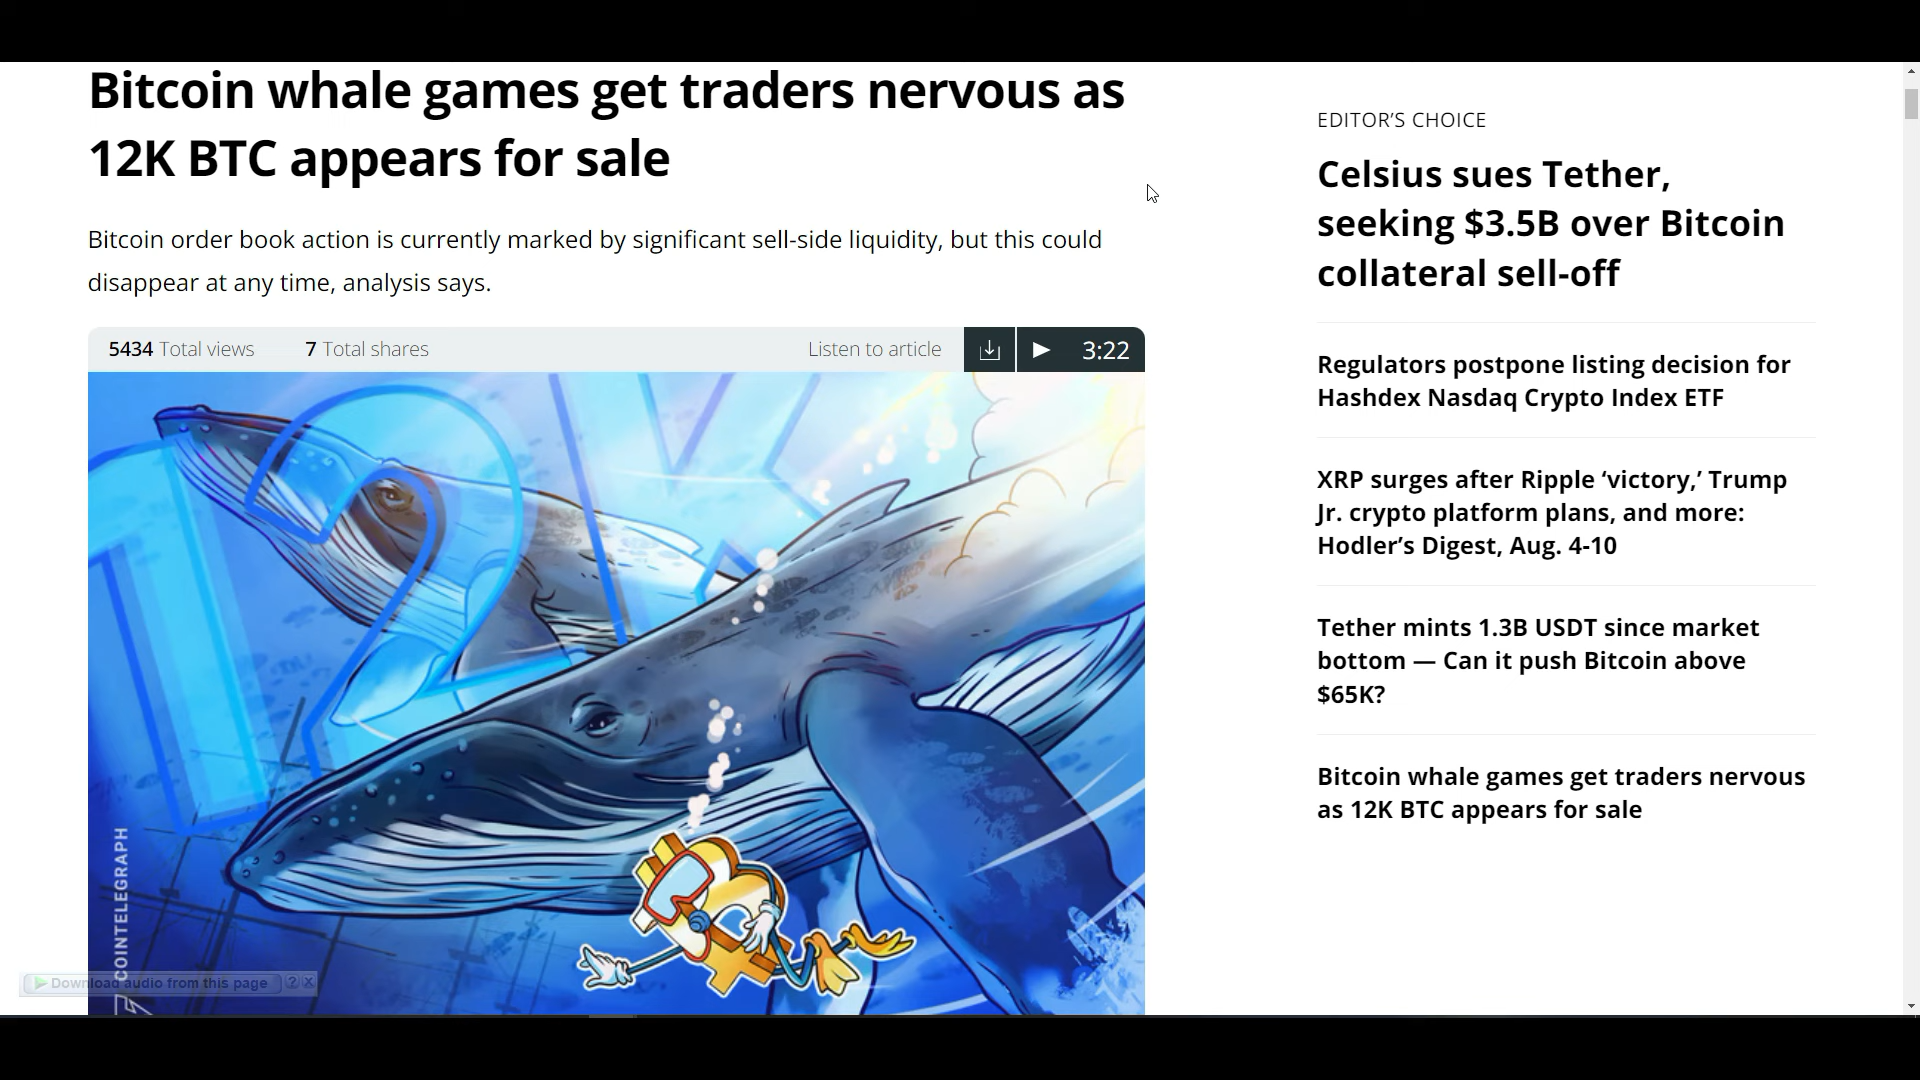 Bitcoin whale games get traders nervous as
12K BTC appears for sale
Bitcoin order book action is currently marked by significant sell-side liquidity, but this could
disappear at any time, analysis says.
5434 Total views 7 Total shares Listen to article 3:22
12K
COINTELEGRAPH
Download audio from this page ? X
EDITOR’S CHOICE
Celsius sues Tether,
seeking $3.5B over Bitcoin
collateral sell-off
Regulators postpone listing decision for
Hashdex Nasdaq Crypto Index ETF
XRP surges after Ripple ‘victory,’ Trump
Jr. crypto platform plans, and more:
Hodler’s Digest, Aug. 4-10
Tether mints 1.3B USDT since market
bottom — Can it push Bitcoin above
$65K?
Bitcoin whale games get traders nervous
as 12K BTC appears for sale